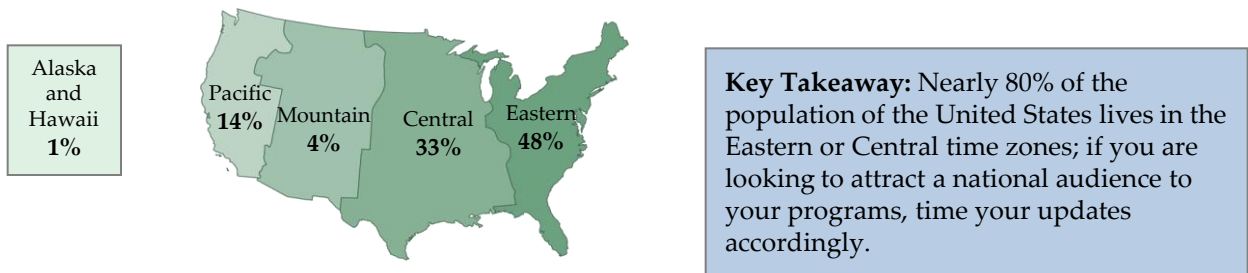 Alaska
and
Hawaii
1%
Pacific
14%
Mountain
4%
Central
33%
Eastern
48%
Key Takeaway: Nearly 80% of the
population of the United States lives in the
Eastern or Central time zones; if you are
looking to attract a national audience to
your programs, time your updates
accordingly.